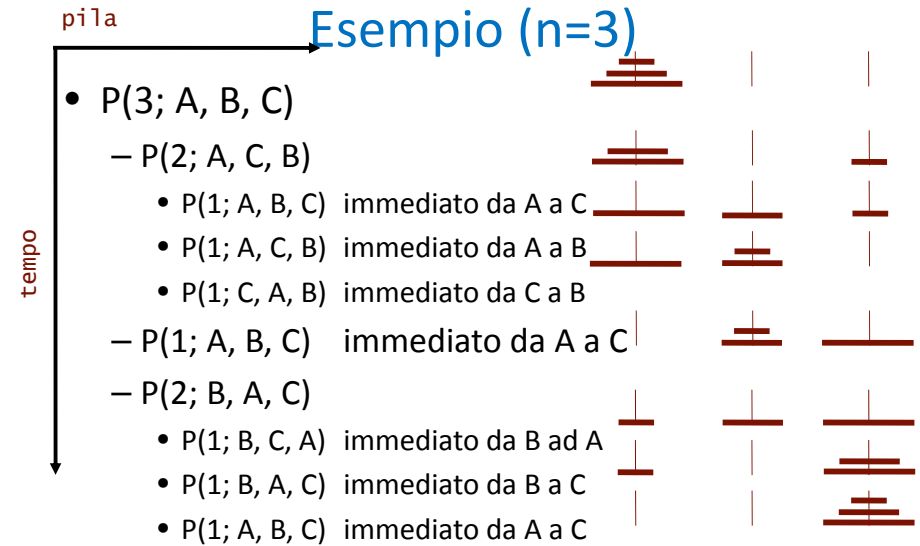 pila
Esempio (n=3)
tempo
• P(3; A, B, C)
– P(2; A, C, B)
• P(1; A, B, C) immediato da A a C
• P(1; A, C, B) immediato da A a B
• P(1; C, A, B) immediato da C a B
– P(1; A, B, C) immediato da A a C
– P(2; B, A, C)
• P(1; B, C, A) immediato da B ad A
• P(1; B, A, C) immediato da B a C
• P(1; A, B, C) immediato da A a C